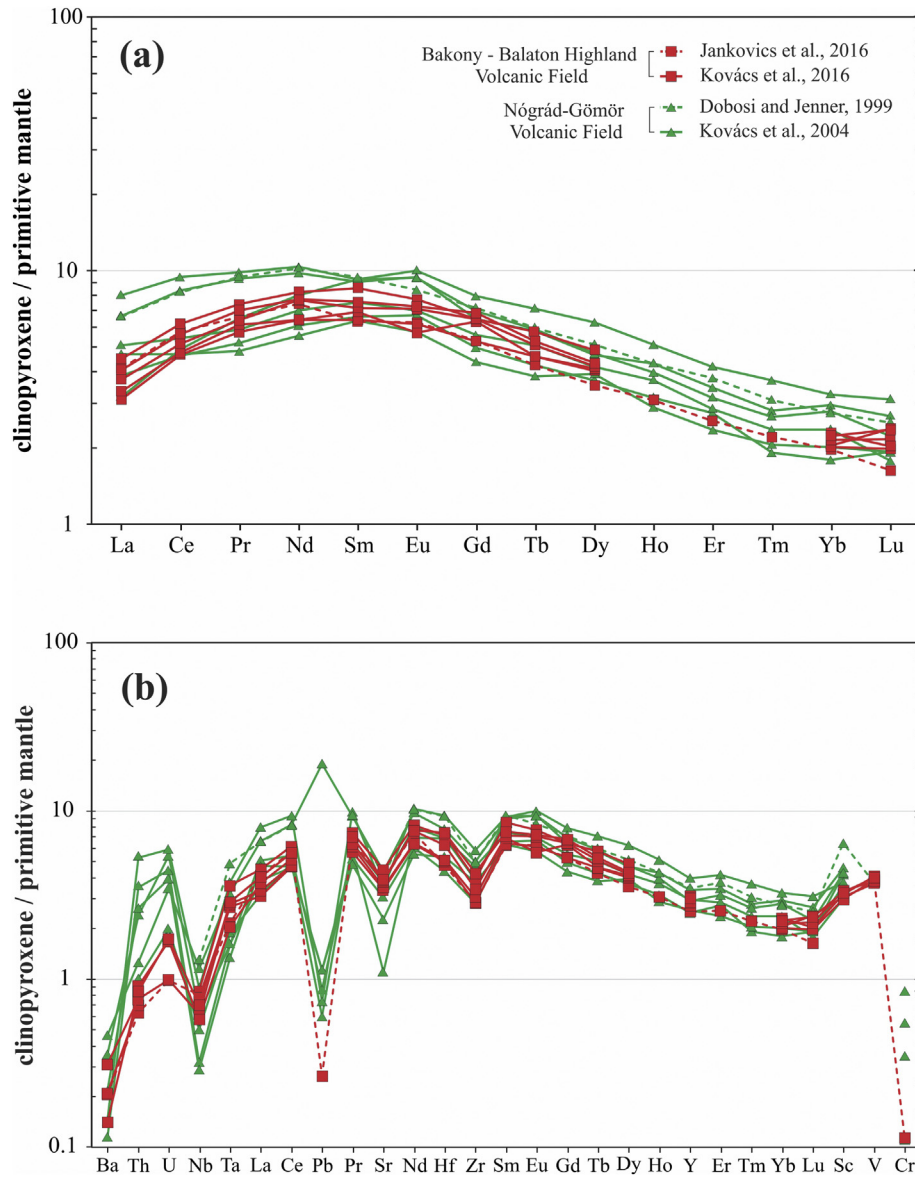 100
(a)
Bakony - Balaton Highland
Volcanic Field
Jankovics et al., 2016
Kovács et al., 2016
Nógrád-Gömör
Volcanic Field
Dobosi and Jenner, 1999
Kovács et al., 2004
clinopyroxene / primitive mantle
10
1
La Ce Pr Nd Sm Eu Gd Tb Dy Ho Er Tm Yb Lu
100
(b)
clinopyroxene / primitive mantle
10
1
0.1
Ba Th U Nb Ta La Ce Pb Pr Sr Nd Hf Zr Sm Eu Gd Tb Dy Ho Y Er Tm Yb Lu Sc V Cr